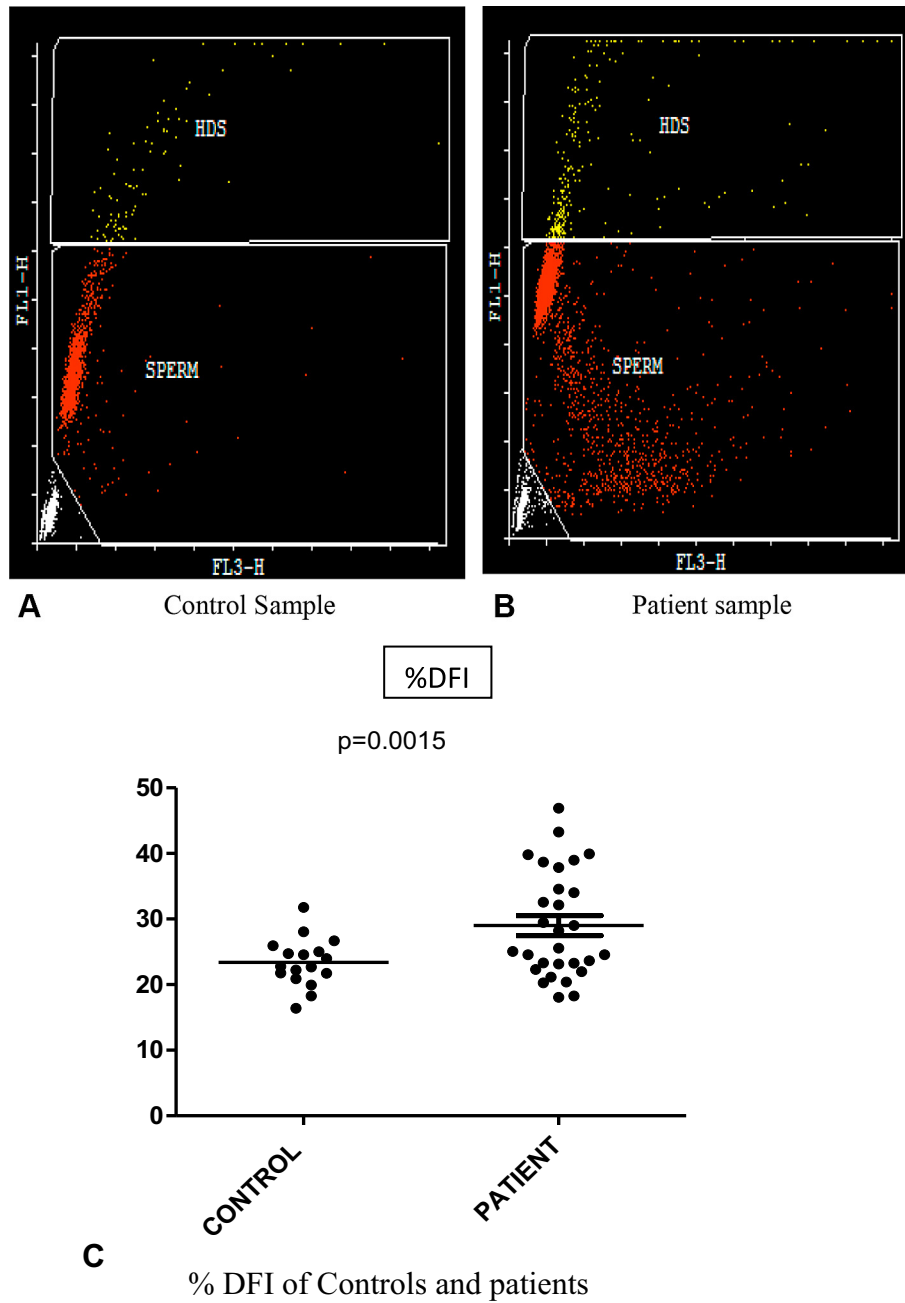 HDS
SPERM
FL1-H
FL3-H
A
Control Sample
HDS
SPERM
FL1-H
FL3-H
B
Patient sample
%DFI
p=0.0015
50
40
30
20
10
0
CONTROL
PATIENT
C
% DFI of Controls and patients